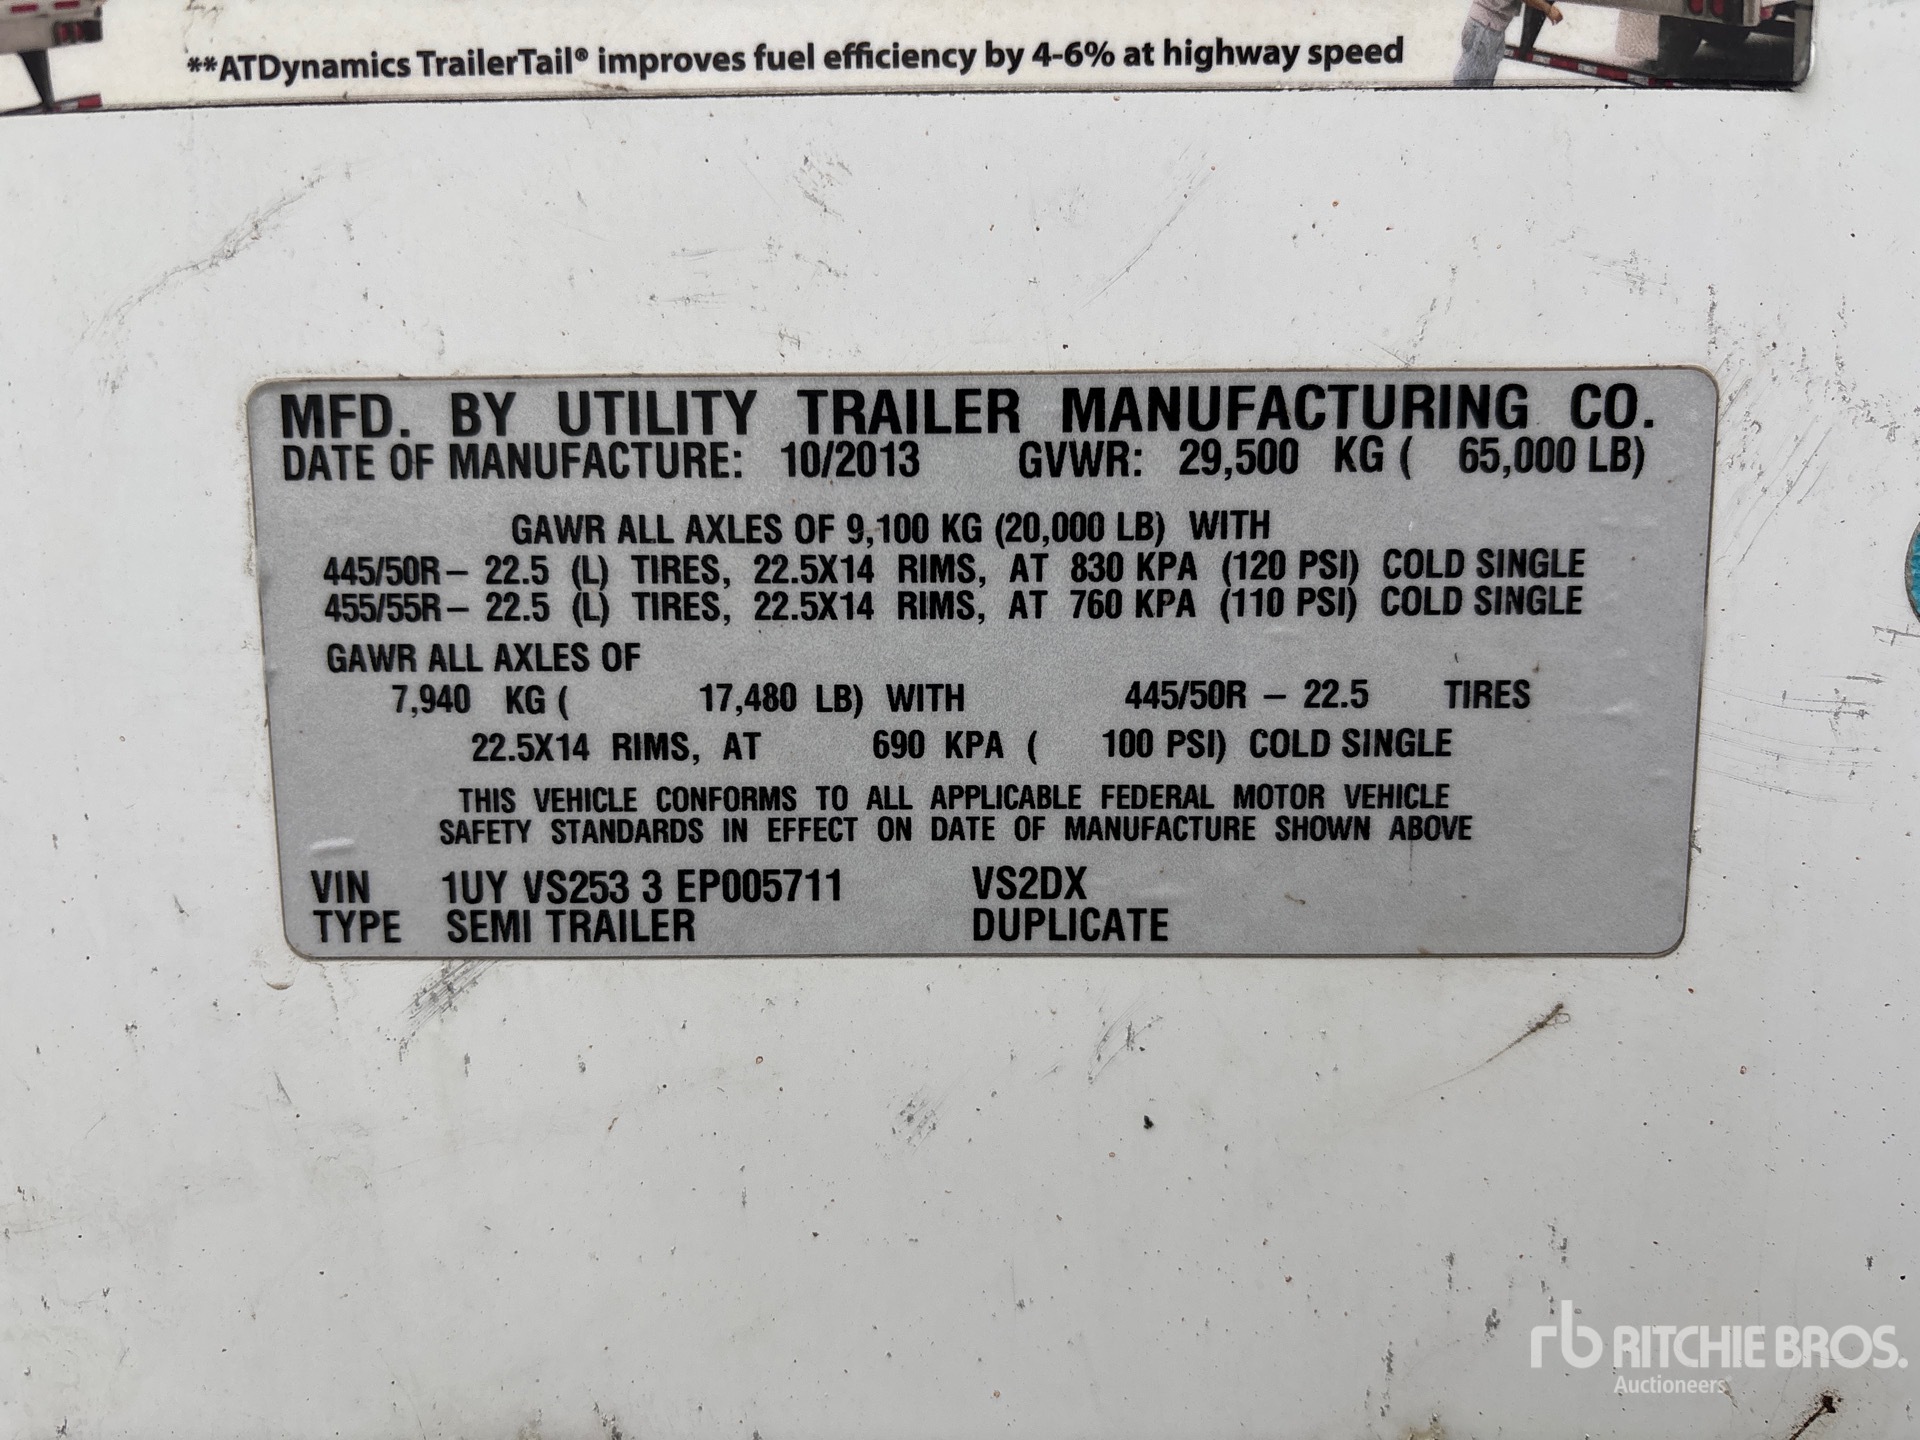 **ATDynamics TrailerTail® improves fuel efficiency by 4-6% at highway speed
MFD. BY UTILITY TRAILER MANUFACTURING CO.
DATE OF MANUFACTURE: 10/2013 GVWR: 29,500 KG ( 65,000 LB)
GAWR ALL AXLES OF 9,100 KG (20,000 LB) WITH
445/50R– 22.5 (L) TIRES, 22.5X14 RIMS, AT 830 KPA (120 PSI) COLD SINGLE
455/55R– 22.5 (L) TIRES, 22.5X14 RIMS, AT 760 KPA (110 PSI) COLD SINGLE
GAWR ALL AXLES OF
7,940 KG ( 17,480 LB) WITH 445/50R – 22.5 TIRES
22.5X14 RIMS, AT 690 KPA ( 100 PSI) COLD SINGLE
THIS VEHICLE CONFORMS TO ALL APPLICABLE FEDERAL MOTOR VEHICLE
SAFETY STANDARDS IN EFFECT ON DATE OF MANUFACTURE SHOWN ABOVE
VIN 1UY VS253 3 EP005711 VS2DX
TYPE SEMI TRAILER DUPLICATE
rb RITCHIE BROS.
Auctioneers